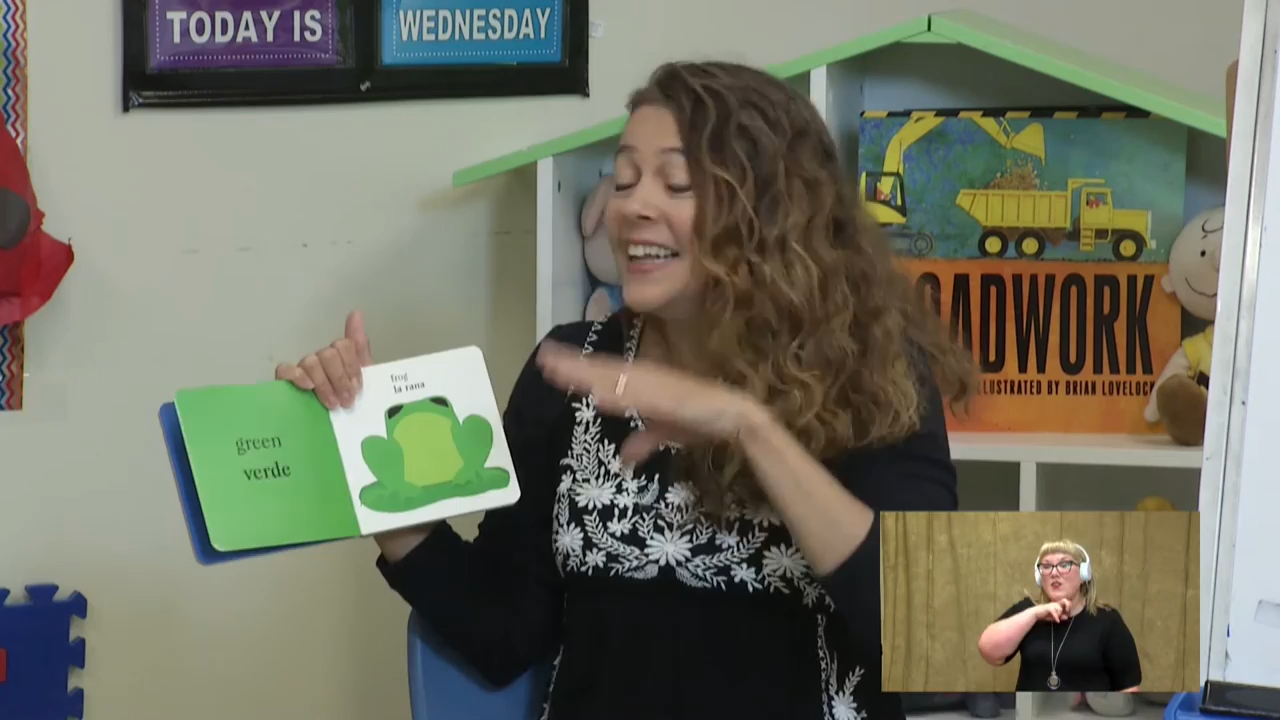 TODAY IS
WEDNESDAY
frog
la rana
green
verde
ILLUSTRATED BY BRIAN LOVELOCK